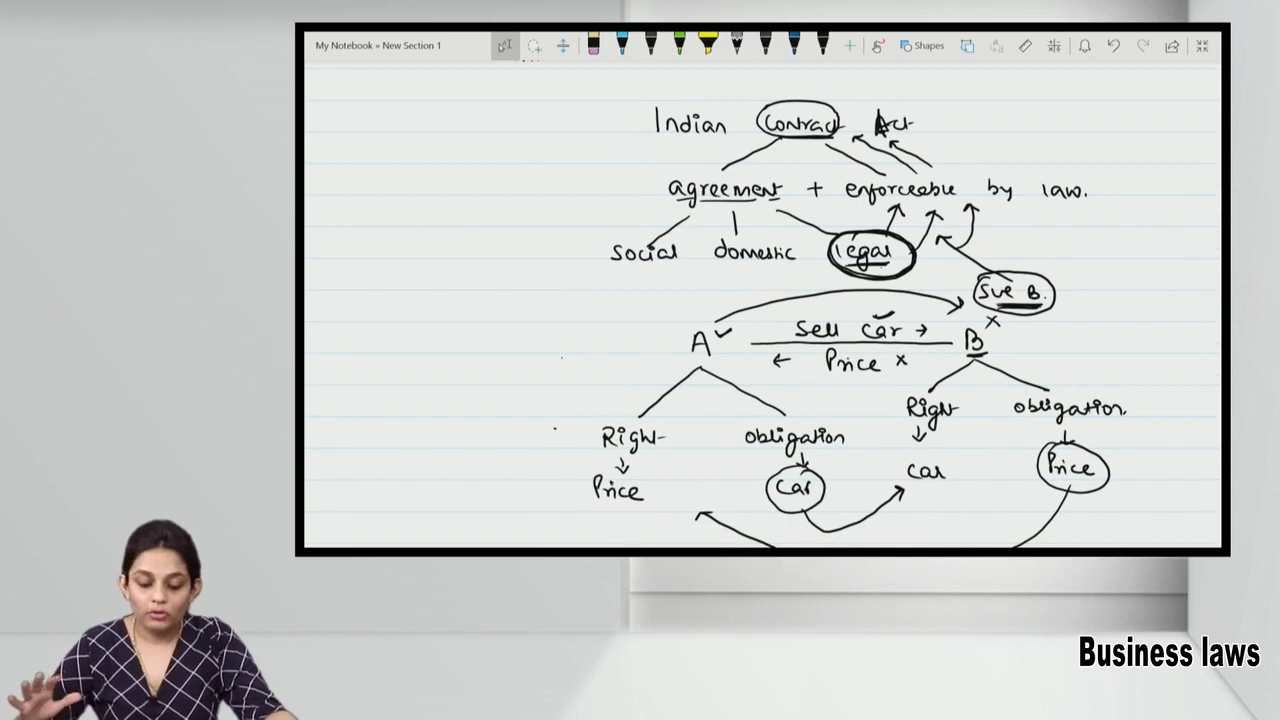 My Notebook » New Section 1
Shapes
Indian Contract Act
agreement + enforceable by law.
Social domestic legal
Sue B.
A Sell car → B x
← Price x
Right obligation.
Right obligation
↓ ↓
↓ ↓
Price Car Car Price
Business laws